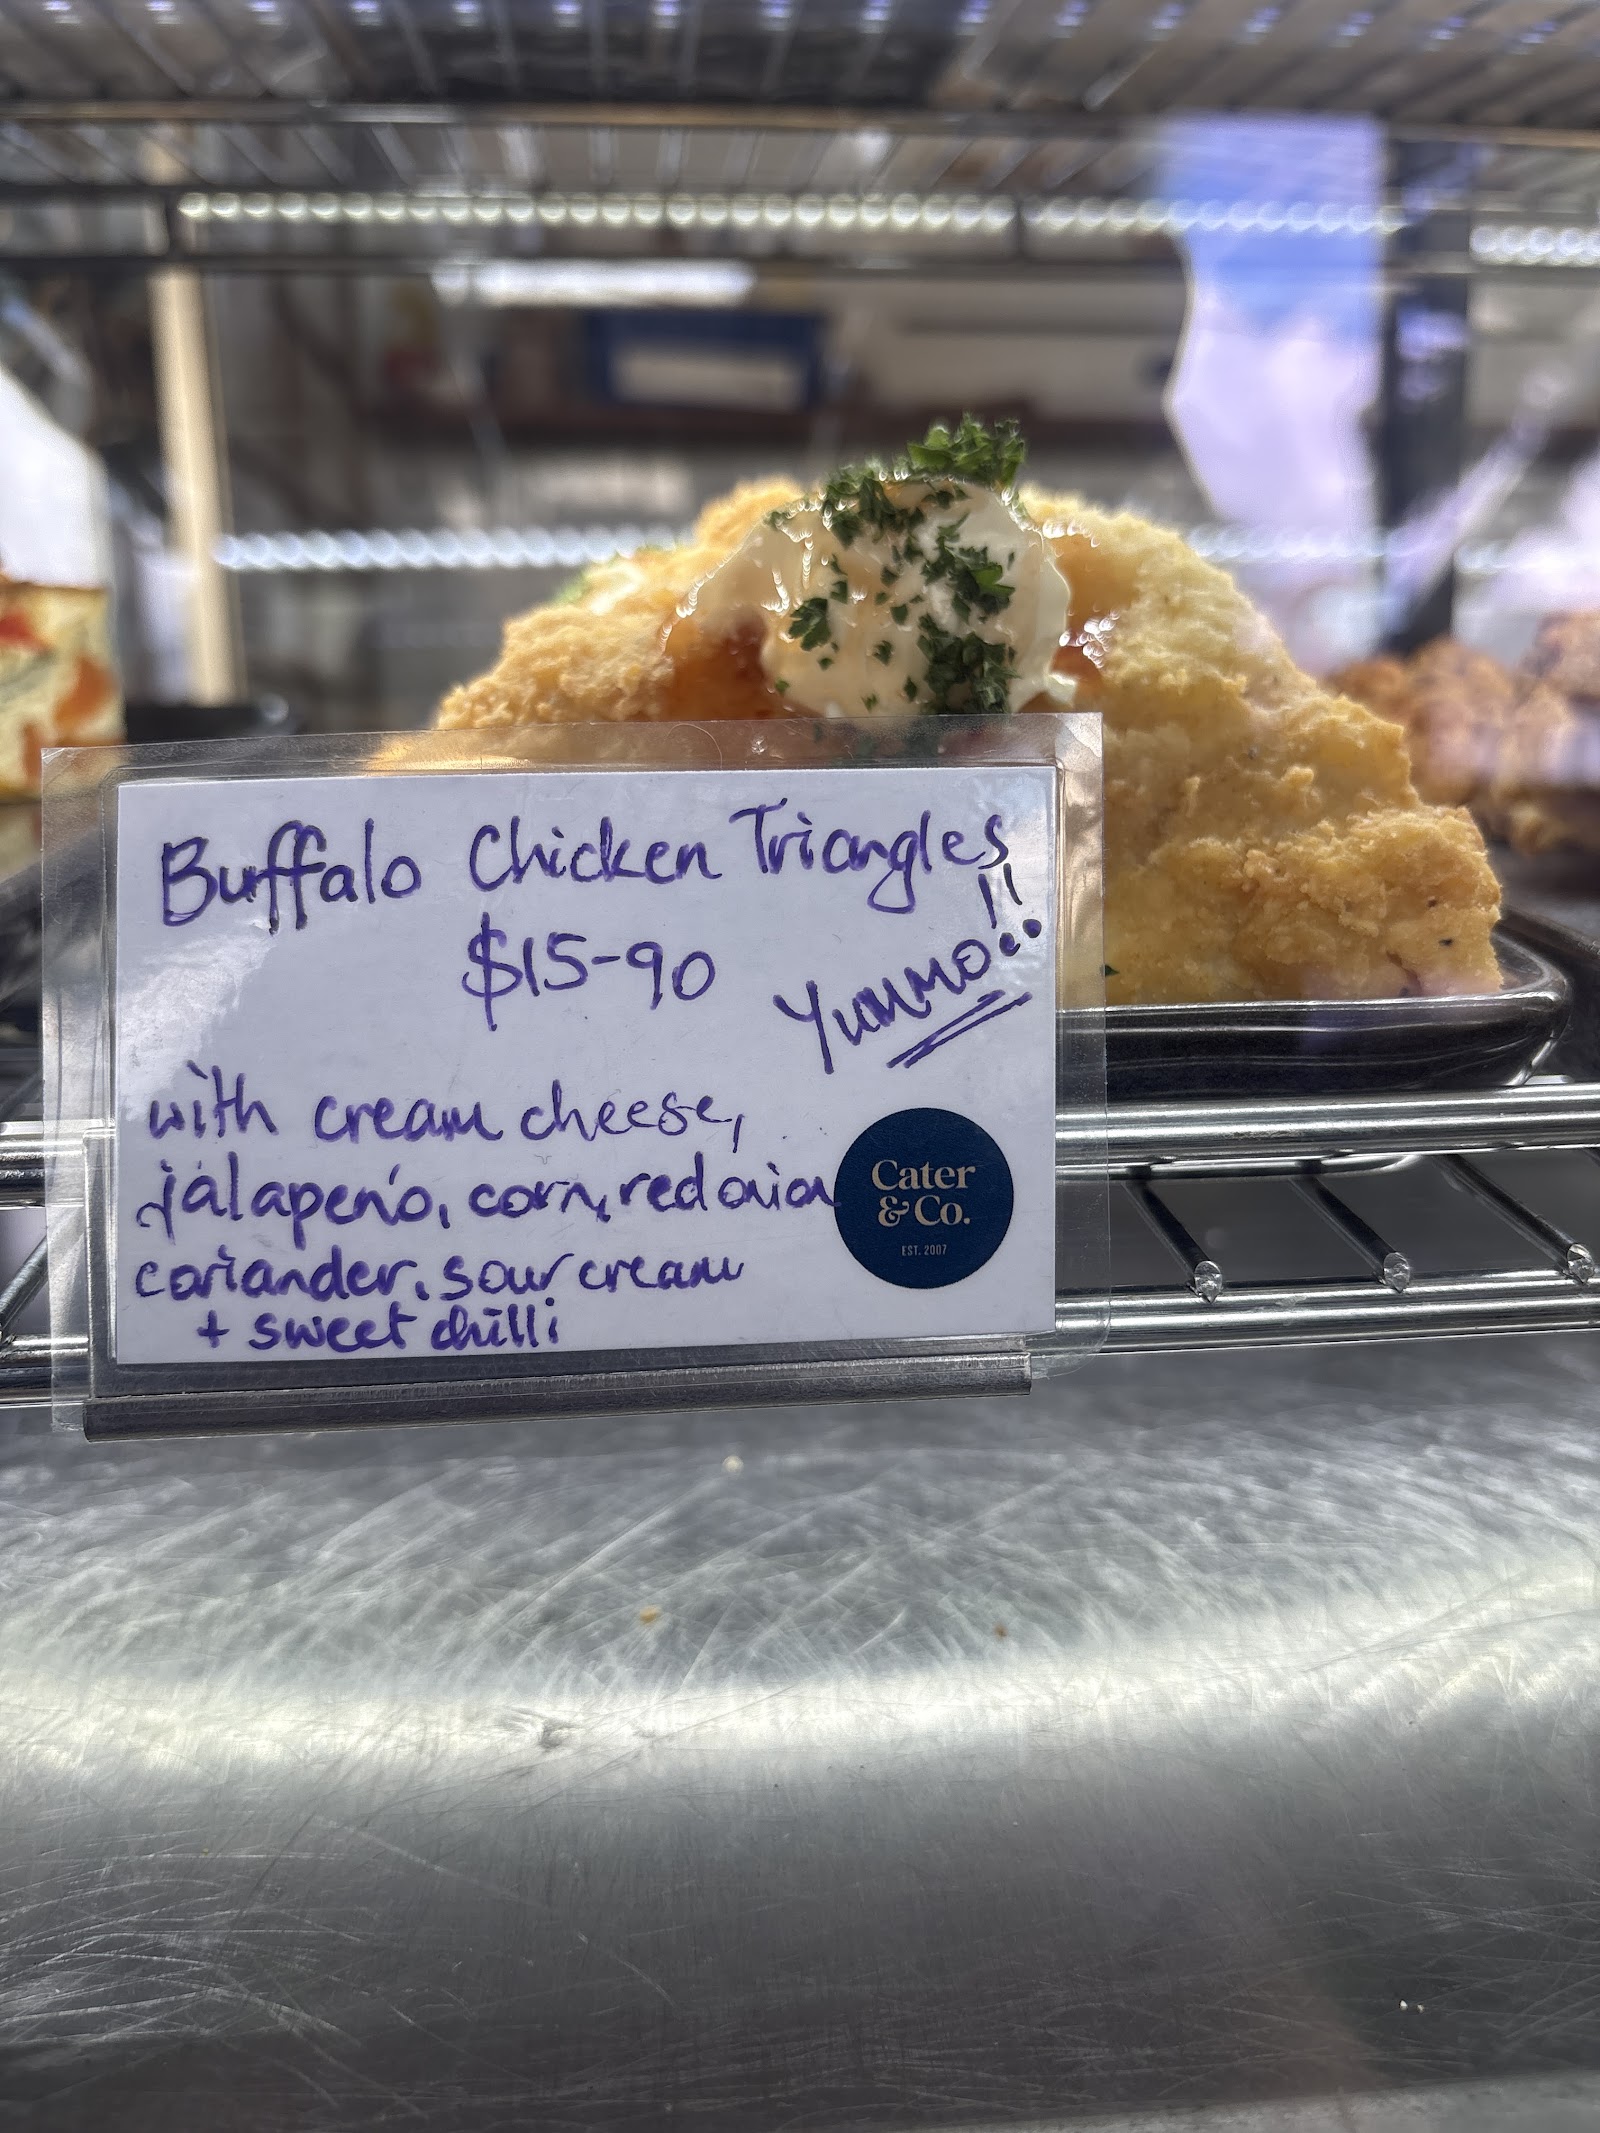 Buffalo Chicken Triangles
$15-90
Yummo!!
with cream cheese,
jalapeño, corn, red onion
coriander, sour cream
+ sweet chilli
Cater
& Co.
EST. 2007